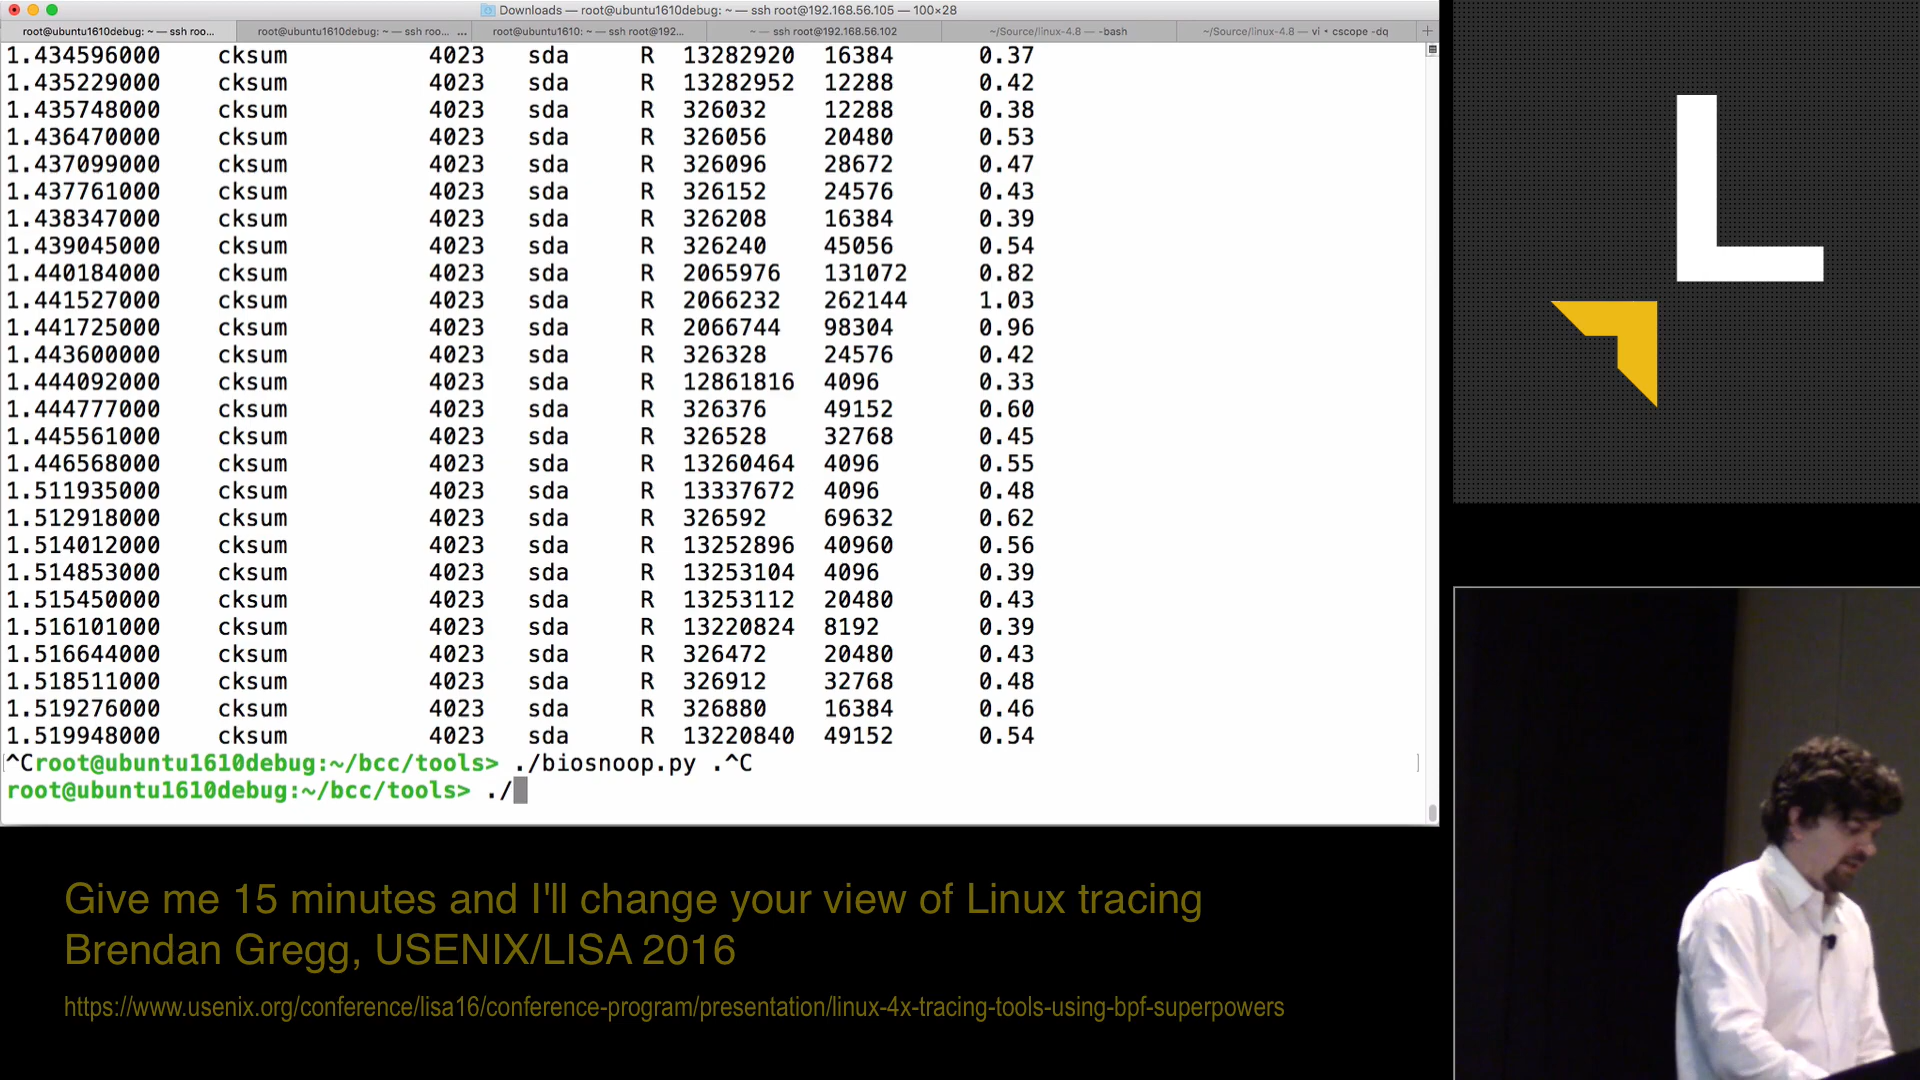 Downloads — root@ubuntu1610debug: ~ — ssh root@192.168.56.105 — 100×28
root@ubuntu1610debug: ~ — ssh roo... root@ubuntu1610debug: ~ — ssh roo... ... root@ubuntu1610: ~ — ssh root@192... ~ — ssh root@192.168.56.102 ~/Source/linux-4.8 — -bash ~/Source/linux-4.8 — vi • cscope -dq +
1.434596000 cksum 4023 sda R 13282920 16384 0.37
1.435229000 cksum 4023 sda R 13282952 12288 0.42
1.435748000 cksum 4023 sda R 326032 12288 0.38
1.436470000 cksum 4023 sda R 326056 20480 0.53
1.437099000 cksum 4023 sda R 326096 28672 0.47
1.437761000 cksum 4023 sda R 326152 24576 0.43
1.438347000 cksum 4023 sda R 326208 16384 0.39
1.439045000 cksum 4023 sda R 326240 45056 0.54
1.440184000 cksum 4023 sda R 2065976 131072 0.82
1.441527000 cksum 4023 sda R 2066232 262144 1.03
1.441725000 cksum 4023 sda R 2066744 98304 0.96
1.443600000 cksum 4023 sda R 326328 24576 0.42
1.444092000 cksum 4023 sda R 12861816 4096 0.33
1.444777000 cksum 4023 sda R 326376 49152 0.60
1.445561000 cksum 4023 sda R 326528 32768 0.45
1.446568000 cksum 4023 sda R 13260464 4096 0.55
1.511935000 cksum 4023 sda R 13337672 4096 0.48
1.512918000 cksum 4023 sda R 326592 69632 0.62
1.514012000 cksum 4023 sda R 13252896 40960 0.56
1.514853000 cksum 4023 sda R 13253104 4096 0.39
1.515450000 cksum 4023 sda R 13253112 20480 0.43
1.516101000 cksum 4023 sda R 13220824 8192 0.39
1.516644000 cksum 4023 sda R 326472 20480 0.43
1.518511000 cksum 4023 sda R 326912 32768 0.48
1.519276000 cksum 4023 sda R 326880 16384 0.46
1.519948000 cksum 4023 sda R 13220840 49152 0.54
^Croot@ubuntu1610debug:~/bcc/tools> ./biosnoop.py .^C
root@ubuntu1610debug:~/bcc/tools> ./
Give me 15 minutes and I'll change your view of Linux tracing
Brendan Gregg, USENIX/LISA 2016
https://www.usenix.org/conference/lisa16/conference-program/presentation/linux-4x-tracing-tools-using-bpf-superpowers